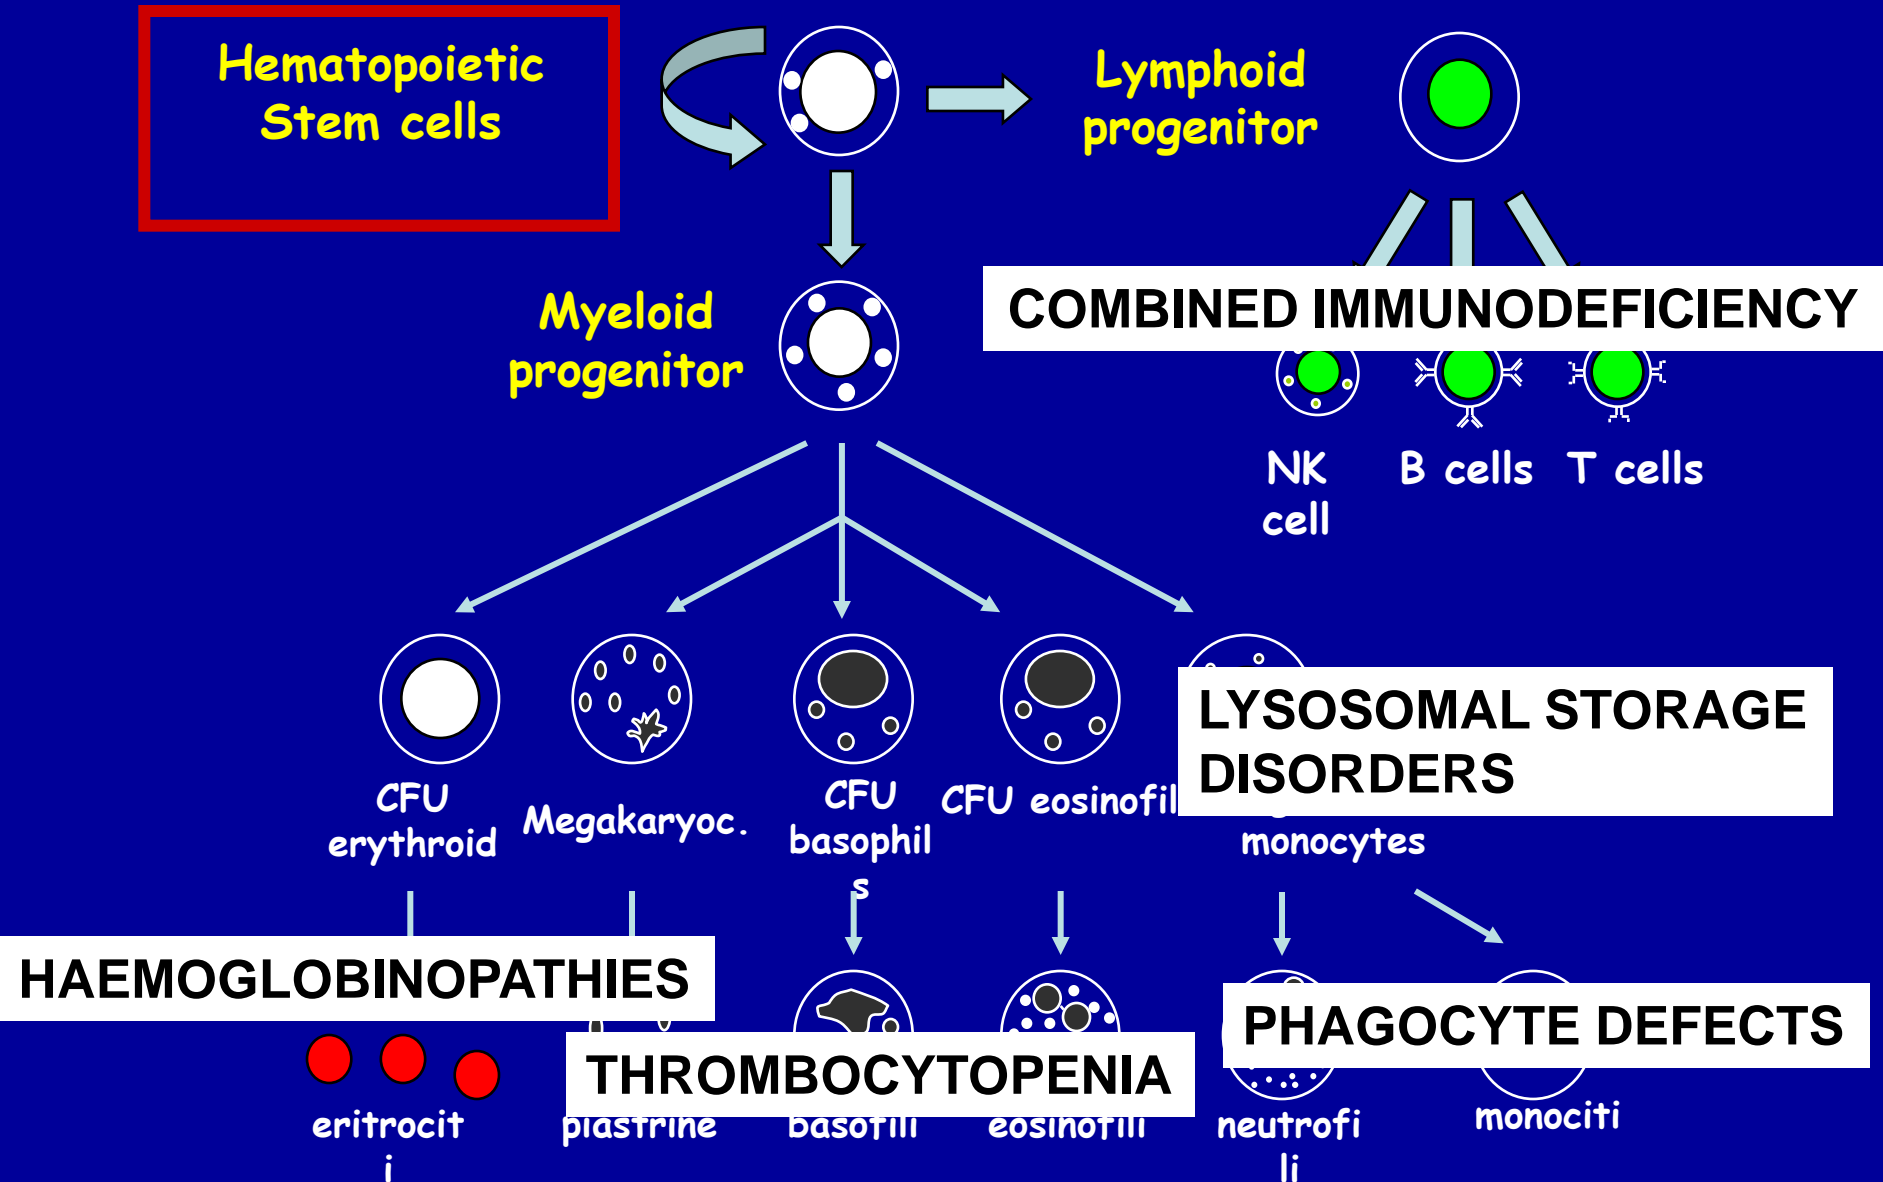 Hematopoietic
Stem cells
Lymphoid
progenitor
Myeloid
progenitor
COMBINED IMMUNODEFICIENCY
NK
cell
B cells
T cells
LYSOSOMAL STORAGE
DISORDERS
CFU
erythroid
Megakaryoc.
CFU
basophil
s
CFU eosinofil
monocytes
HAEMOGLOBINOPATHIES
THROMBOCYTOPENIA
PHAGOCYTE DEFECTS
eritrocit
i
piastrine
basofili
eosinofili
neutrofi
li
monociti